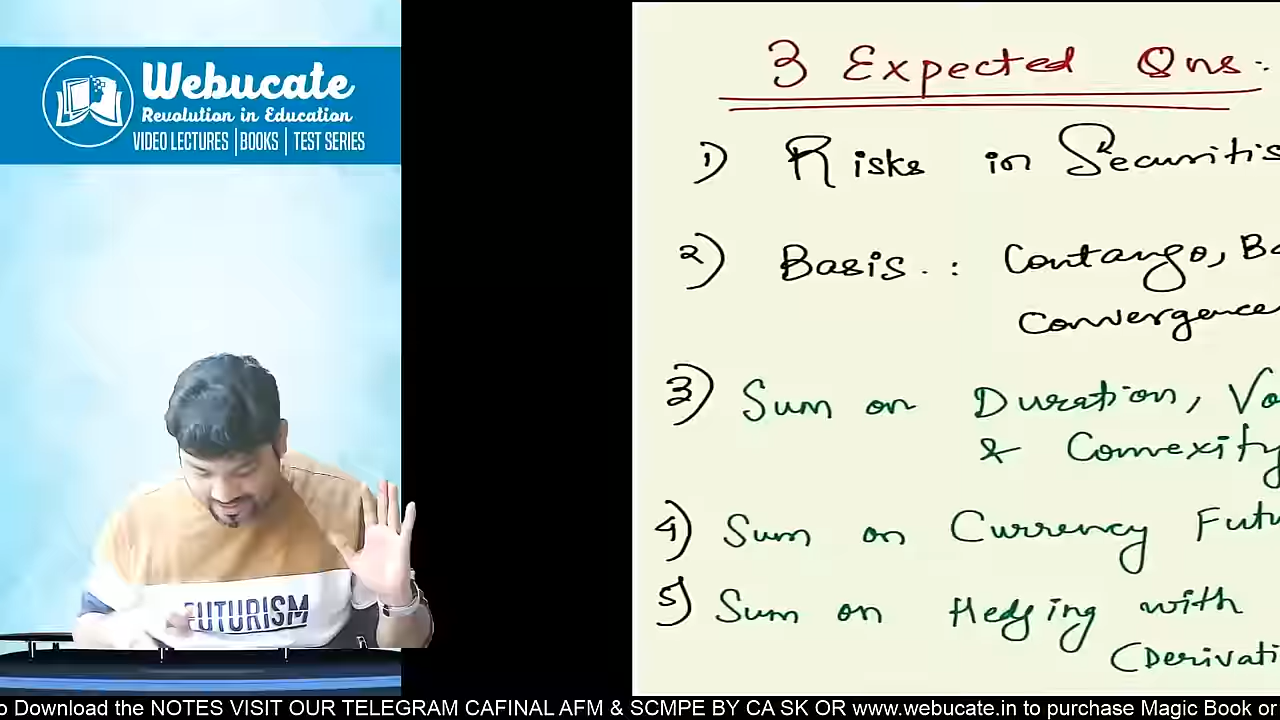 Webucate
Revolution in Education
VIDEO LECTURES | BOOKS | TEST SERIES
FUTURISM
3 Expected Qns :
1) Risks in Securitis
2) Basis : Contango, Ba
Convergence
3) Sum on Duration, Vo
& Convexity
4) Sum on Currency Futu
5) Sum on Hedging with
(Derivati
o Download the NOTES VISIT OUR TELEGRAM CAFINAL AFM & SCMPE BY CA SK OR www.webucate.in to purchase Magic Book or